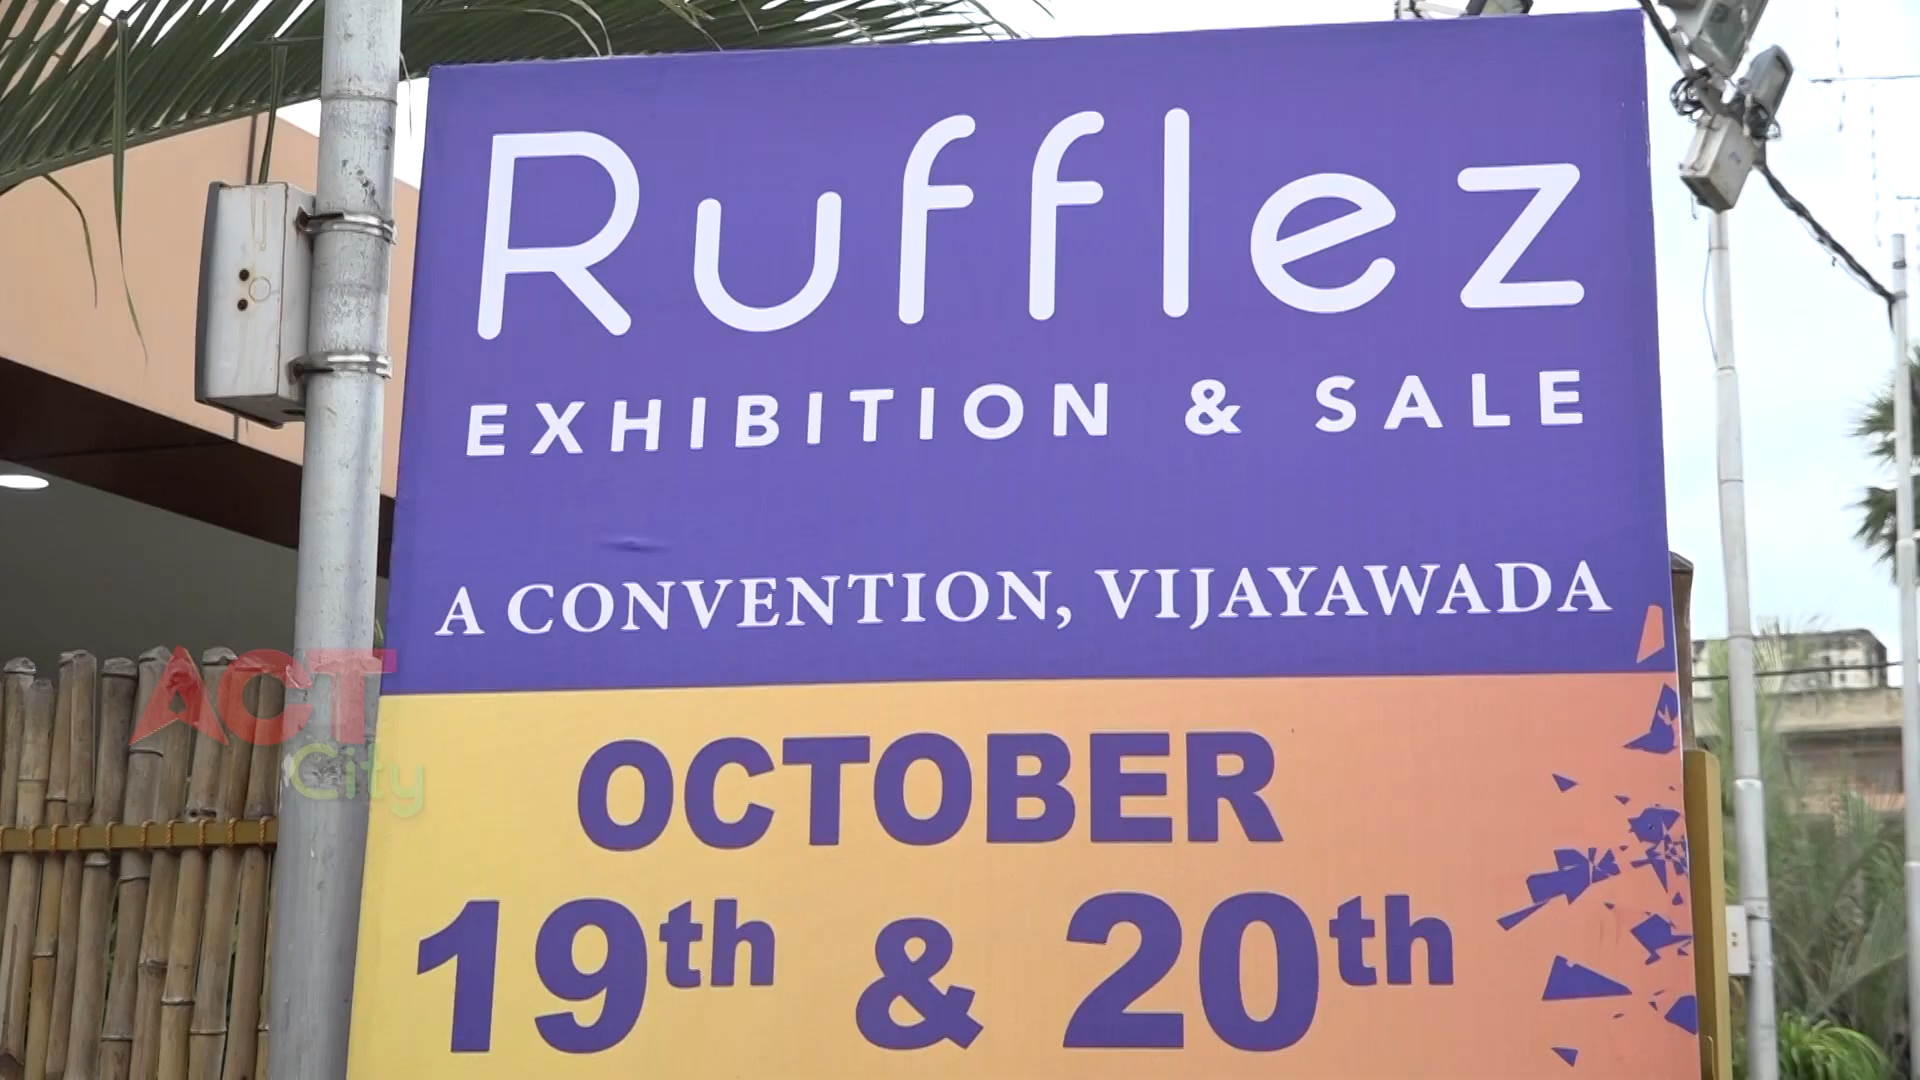 Rufflez
EXHIBITION & SALE
A CONVENTION, VIJAYAWADA
ACT
City
OCTOBER
19th & 20th